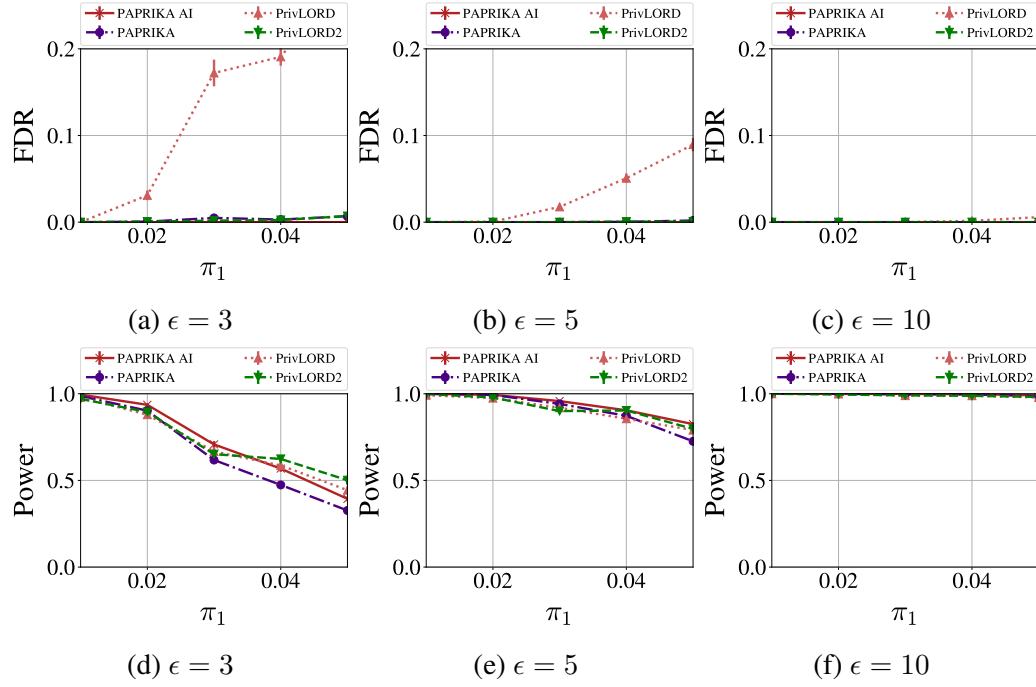 PAPRIKA AI PrivLORD PAPRIKA AI PrivLORD PAPRIKA AI PrivLORD
PAPRIKA PrivLORD2 PAPRIKA PrivLORD2 PAPRIKA PrivLORD2
0.2 0.2 0.2
FDR FDR FDR
0.1 0.1 0.1
0.0 0.0 0.0
0.02 0.04 0.02 0.04 0.02 0.04
π₁ π₁ π₁
(a) ϵ = 3 (b) ϵ = 5 (c) ϵ = 10
PAPRIKA AI PrivLORD PAPRIKA AI PrivLORD PAPRIKA AI PrivLORD
PAPRIKA PrivLORD2 PAPRIKA PrivLORD2 PAPRIKA PrivLORD2
1.0 1.0 1.0
Power Power Power
0.5 0.5 0.5
0.0 0.0 0.0
0.02 0.04 0.02 0.04 0.02 0.04
π₁ π₁ π₁
(d) ϵ = 3 (e) ϵ = 5 (f) ϵ = 10